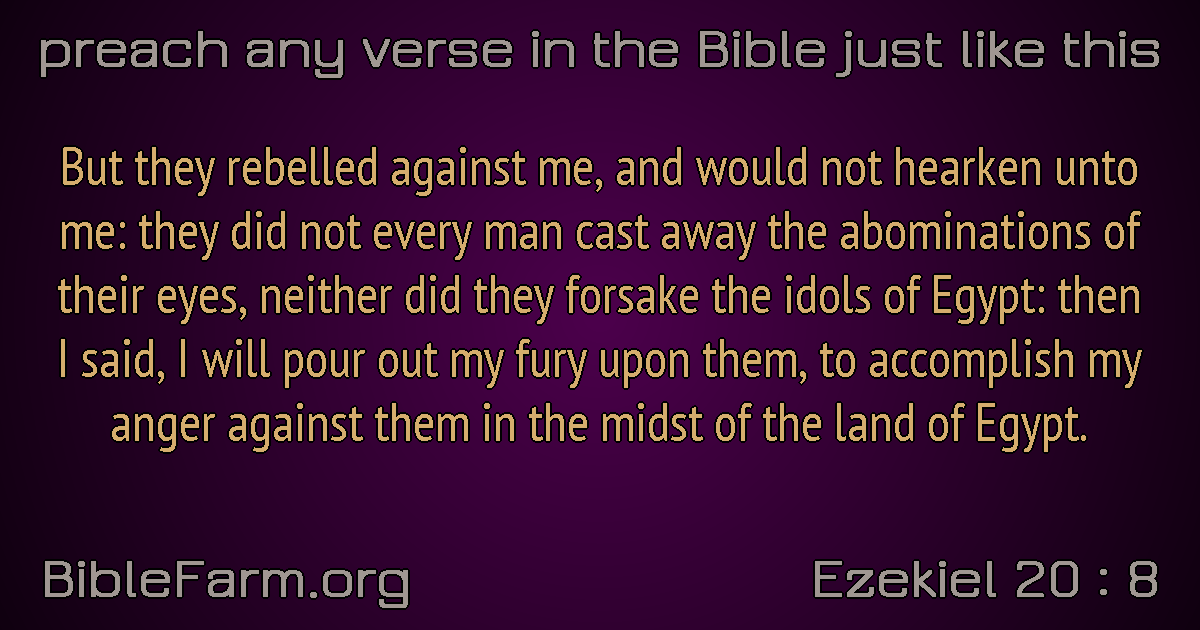 preach any verse in the Bible just like this
But they rebelled against me, and would not hearken unto
me: they did not every man cast away the abominations of
their eyes, neither did they forsake the idols of Egypt: then
I said, I will pour out my fury upon them, to accomplish my
anger against them in the midst of the land of Egypt.
BibleFarm.org
Ezekiel 20 : 8